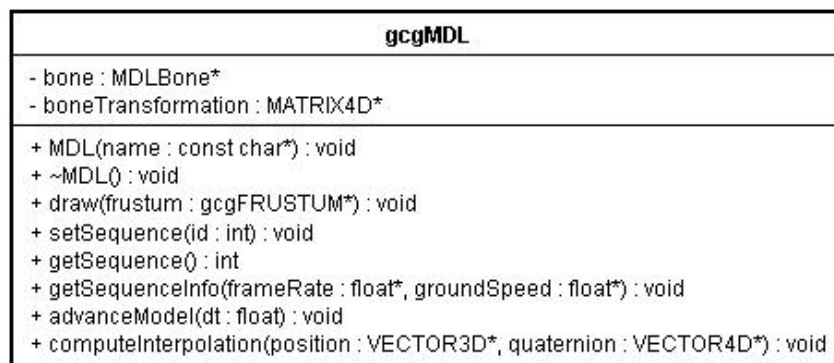 gcgMDL
- bone : MDLBone*
- boneTransformation : MATRIX4D*
+ MDL(name : const char*) : void
+ ~MDL() : void
+ draw(frustum : gcgFRUSTUM*) : void
+ setSequence(id : int) : void
+ getSequence() : int
+ getSequenceInfo(frameRate : float*, groundSpeed : float*) : void
+ advanceModel(dt : float) : void
+ computeInterpolation(position : VECTOR3D*, quaternion : VECTOR4D*) : void